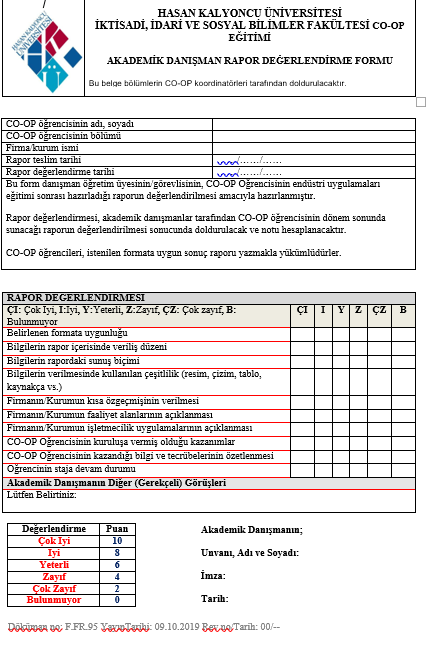 HASAN KALYONCU ÜNİVERSİTESİ
İKTİSADİ, İDARİ VE SOSYAL BİLİMLER FAKÜLTESİ CO-OP
EĞİTİMİ
AKADEMİK DANIŞMAN RAPOR DEĞERLENDİRME FORMU
Bu belge bölümlerin CO-OP koordinatörleri tarafından doldurulacaktır.
HASAN KALYONCU
ÜNİVERSİTESİ
CO-OP öğrencisinin adı, soyadı
CO-OP öğrencisinin bölümü
Firma/kurum ismi
Rapor teslim tarihi ...../....../......
Rapor değerlendirme tarihi ...../....../......
Bu form danışman öğretim üyesinin/görevlisinin, CO-OP Öğrencisinin endüstri uygulamaları
eğitimi sonrası hazırladığı raporun değerlendirilmesi amacıyla hazırlanmıştır.
Rapor değerlendirmesi, akademik danışmanlar tarafından CO-OP öğrencisinin dönem sonunda
sunacağı raporun değerlendirilmesi sonucunda doldurulacak ve notu hesaplanacaktır.
CO-OP öğrencileri, istenilen formata uygun sonuç raporu yazmakla yükümlüdürler.
RAPOR DEĞERLENDİRMESİ
Çİ: Çok İyi, İ:İyi, Y:Yeterli, Z:Zayıf, ÇZ: Çok zayıf, B: Çİ İ Y Z ÇZ B
Bulunmuyor
Belirlenen formata uygunluğu
Bilgilerin rapor içerisinde veriliş düzeni
Bilgilerin rapordaki sunuş biçimi
Bilgilerin verilmesinde kullanılan çeşitlilik (resim, çizim, tablo,
kaynakça vs.)
Firmanın/Kurumun kısa özgeçmişinin verilmesi
Firmanın/Kurumun faaliyet alanlarının açıklanması
Firmanın/Kurumun işletmecilik uygulamalarının açıklanması
CO-OP Öğrencisinin kuruluşa vermiş olduğu kazanımlar
CO-OP Öğrencisinin kazandığı bilgi ve tecrübelerinin özetlenmesi
Öğrencinin staja devam durumu
Akademik Danışmanın Diğer (Gerekçeli) Görüşleri
Lütfen Belirtiniz:
Değerlendirme Puan
Çok İyi 10
İyi 8
Yeterli 6
Zayıf 4
Çok Zayıf 2
Bulunmuyor 0
Akademik Danışmanın;
Unvanı, Adı ve Soyadı:
İmza:
Tarih:
Döküman no: F.FR.95 YayınTarihi: 09.10.2019 Rev.no/Tarih: 00/--